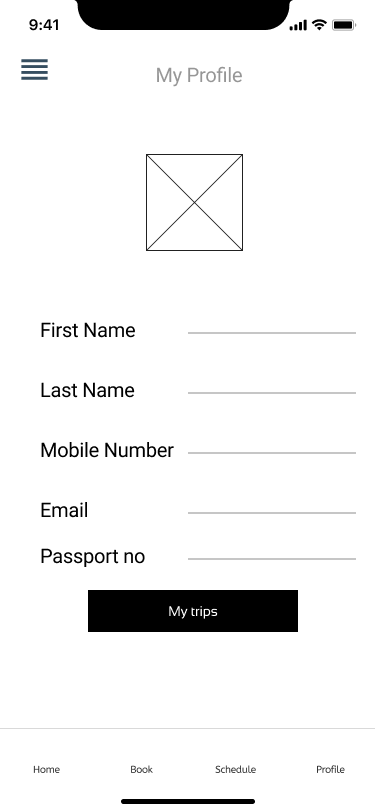 9:41
My Profile
First Name
Last Name
Mobile Number
Email
Passport no
My trips
Home Book Schedule Profile